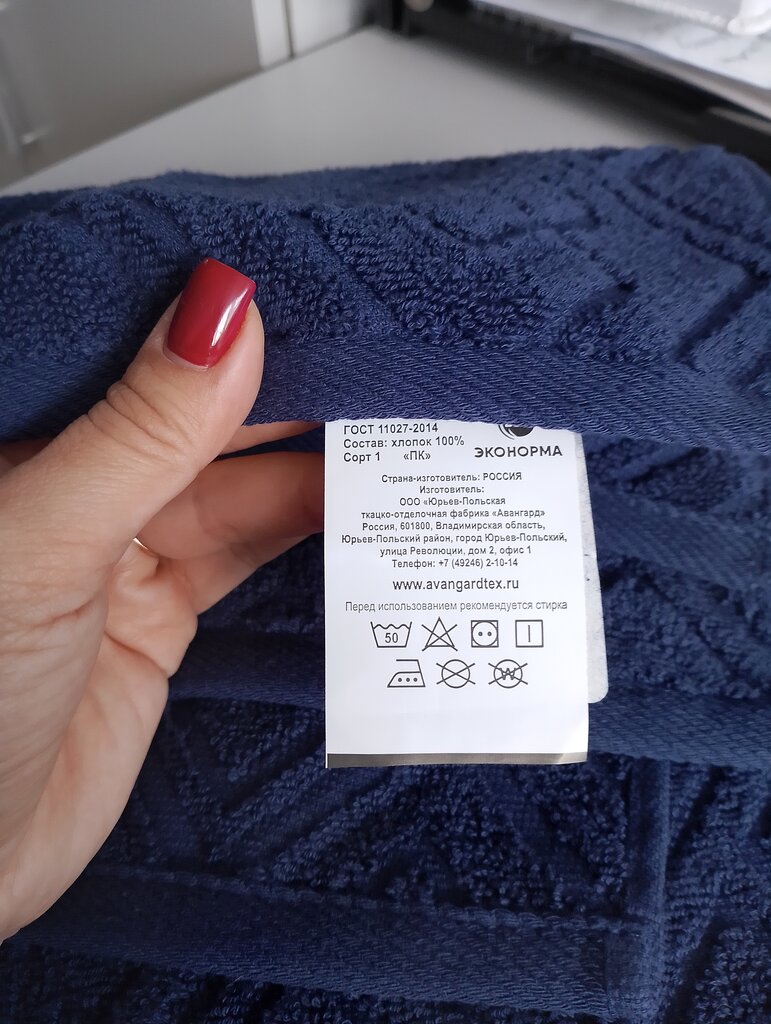 ГОСТ 11027-2014
Состав: хлопок 100%
Сорт 1 «ПК»
ЭКОНОРМА
Страна-изготовитель: РОССИЯ
Изготовитель:
ООО «Юрьев-Польская
ткацко-отделочная фабрика «Авангард»
Россия, 601800, Владимирская область,
Юрьев-Польский район, город Юрьев-Польский,
улица Революции, дом 2, офис 1
Телефон: +7 (49246) 2-10-14
www.avangardtex.ru
Перед использованием рекомендуется стирка
50
W